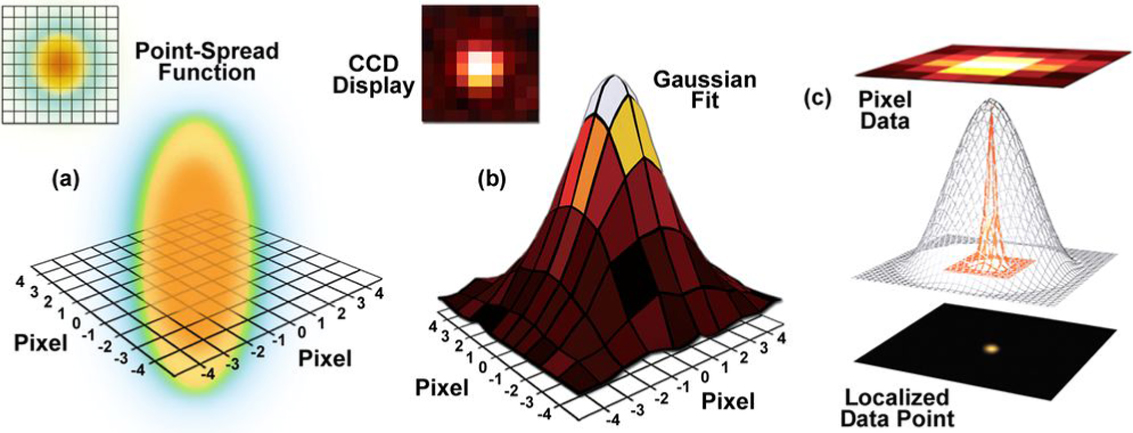 Point-Spread
Function
(a)
4
3
2
1
0
-1
-2
-3
-4
Pixel
-4
-3
-2
-1
0
1
2
3
4
Pixel
CCD
Display
Gaussian
Fit
(b)
4
3
2
1
0
-1
-2
-3
-4
Pixel
-4
-3
-2
-1
0
1
2
3
4
Pixel
(c)
Pixel
Data
Localized
Data Point